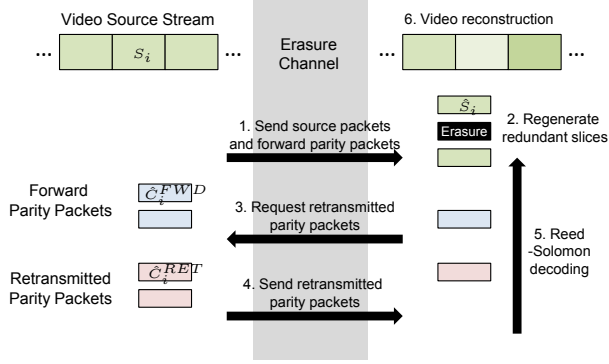 Video Source Stream
6. Video reconstruction
... S_i ...
Erasure
Channel
... ...
Ŝ_i
Erasure
2. Regenerate
redundant slices
1. Send source packets
and forward parity packets
Forward
Parity Packets
Ĉ_i^{FWD}
3. Request retransmitted
parity packets
5. Reed
-Solomon
decoding
Retransmitted
Parity Packets
Ĉ_i^{RET}
4. Send retransmitted
parity packets